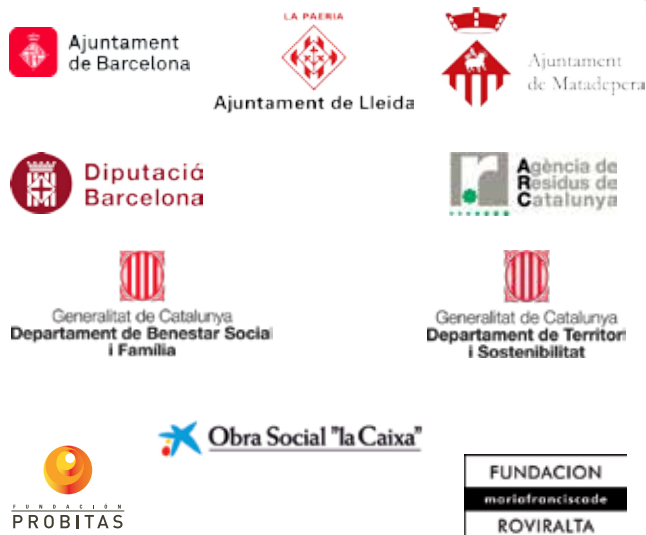 Ajuntament
de Barcelona
LA PAERIA
Ajuntament de Lleida
Ajuntament
de Matadepera
Diputació
Barcelona
Agència de
Residus de
Catalunya
Generalitat de Catalunya
Departament de Benestar Social
i Família
Generalitat de Catalunya
Departament de Territori
i Sostenibilitat
Obra Social "la Caixa"
FUNDACIÓN
PROBITAS
FUNDACION
mariafranciscade
ROVIRALTA